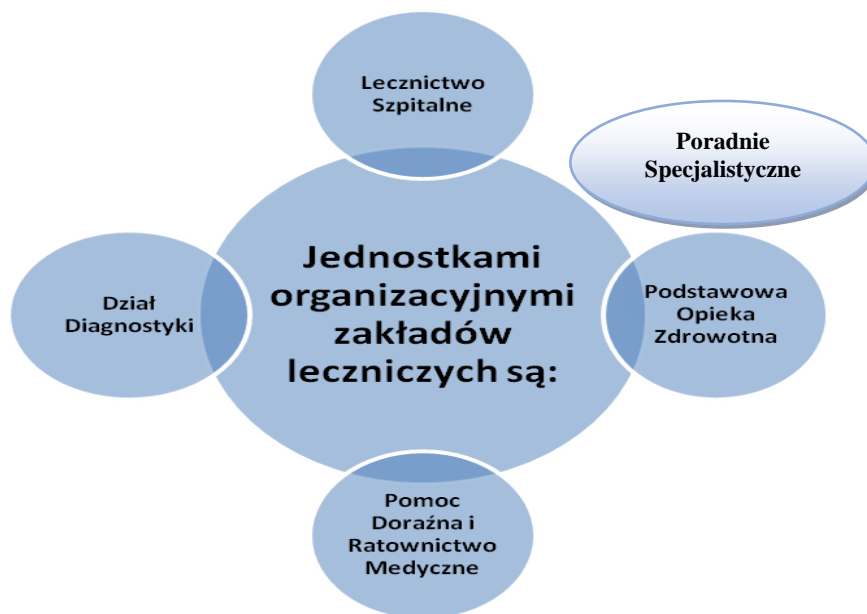 Lecznictwo
Szpitalne
Poradnie
Specjalistyczne
Jednostkami
organizacyjnymi
zakładów
leczniczych są:
Dział
Diagnostyki
Podstawowa
Opieka
Zdrowotna
Pomoc
Doraźna i
Ratownictwo
Medyczne